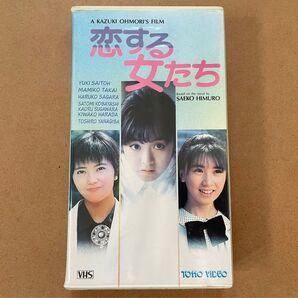 A KAZUKI OHMORI'S FILM
恋する
女たち
YUKI SAITOH
MAMIKO TAKAI
HARUKO SAGARA
SATOMI KOBAYASHI
KAORU SUGAWARA
KIWAKO HARADA
TOSHIRO YANAGIBA
based on the novel by
SAEKO HIMURO
VHS
TOHO VIDEO